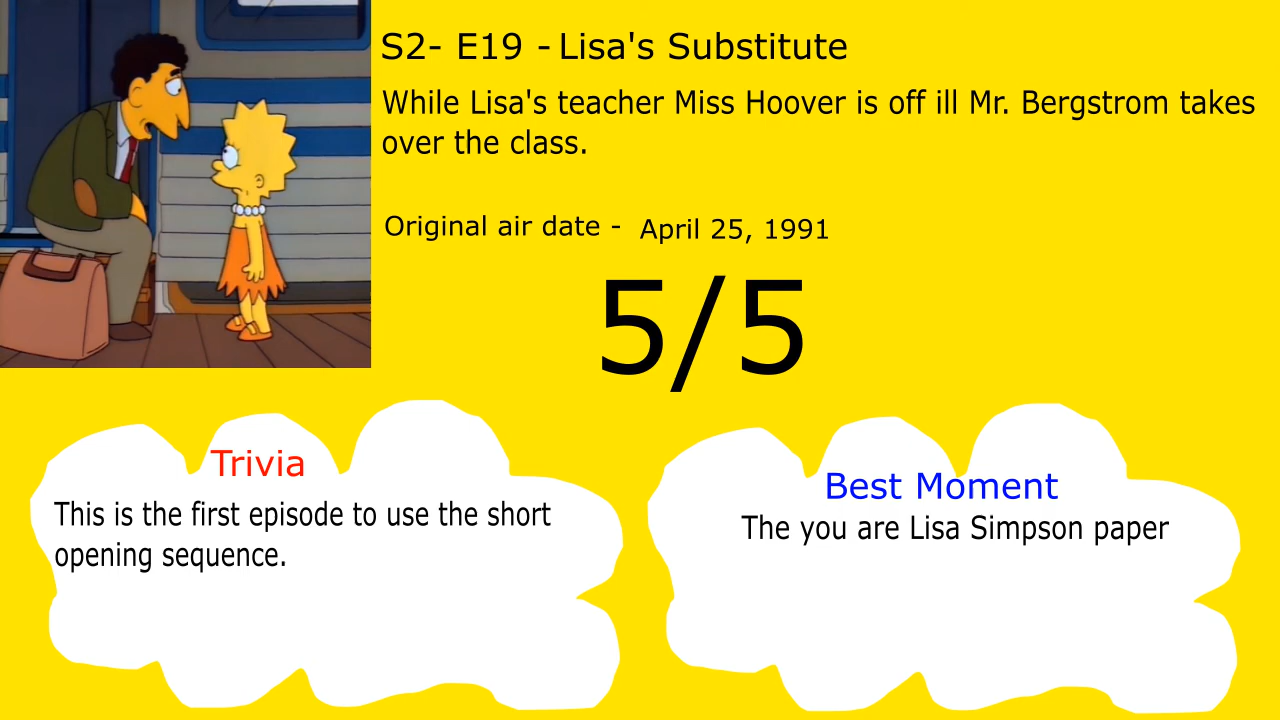 S2- E19 - Lisa's Substitute
While Lisa's teacher Miss Hoover is off ill Mr. Bergstrom takes
over the class.
Original air date - April 25, 1991
5/5
Trivia
This is the first episode to use the short
opening sequence.
Best Moment
The you are Lisa Simpson paper